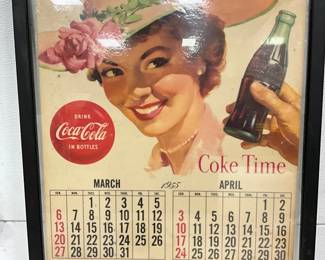 DRINK
Coca-Cola
IN BOTTLES
Coke Time
MARCH 1955 APRIL
1 2 3 4 5 1 2
6 7 8 9 10 11 12 3 4 5 6 7 8 9
13 14 15 16 17 18 19 10 11 12 13 14 15 16
20 21 22 23 24 25 26 17 18 19 20 21 22 23
27 28 29 30 31 24 25 26 27 28 29 30